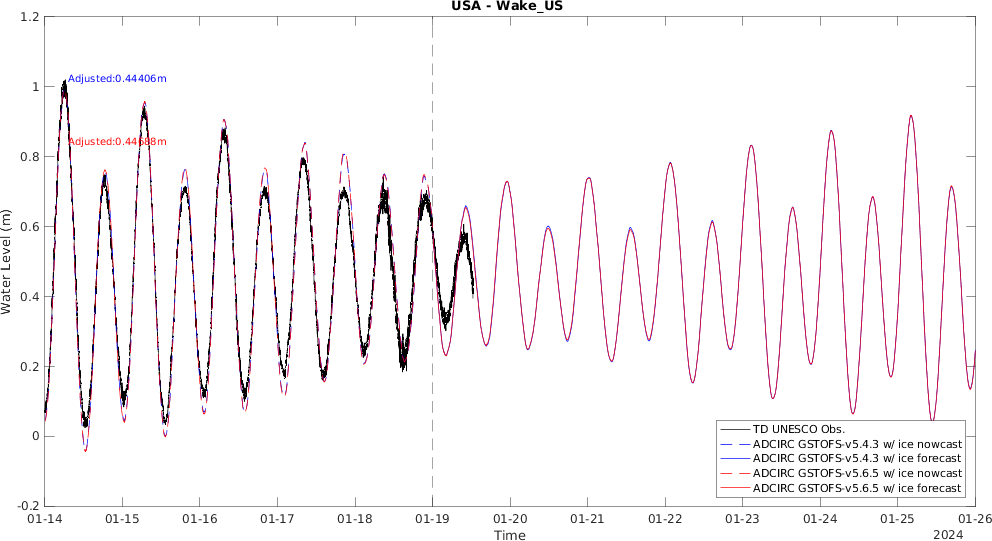 USA - Wake_US
1.2
1
0.8
0.6
0.4
0.2
0
-0.2
Water Level (m)
Adjusted:0.44406m
Adjusted:0.44688m
TD UNESCO Obs.
ADCIRC GSTOFS-v5.4.3 w/ ice nowcast
ADCIRC GSTOFS-v5.4.3 w/ ice forecast
ADCIRC GSTOFS-v5.6.5 w/ ice nowcast
ADCIRC GSTOFS-v5.6.5 w/ ice forecast
01-14 01-15 01-16 01-17 01-18 01-19 01-20 01-21 01-22 01-23 01-24 01-25 01-26
Time
2024